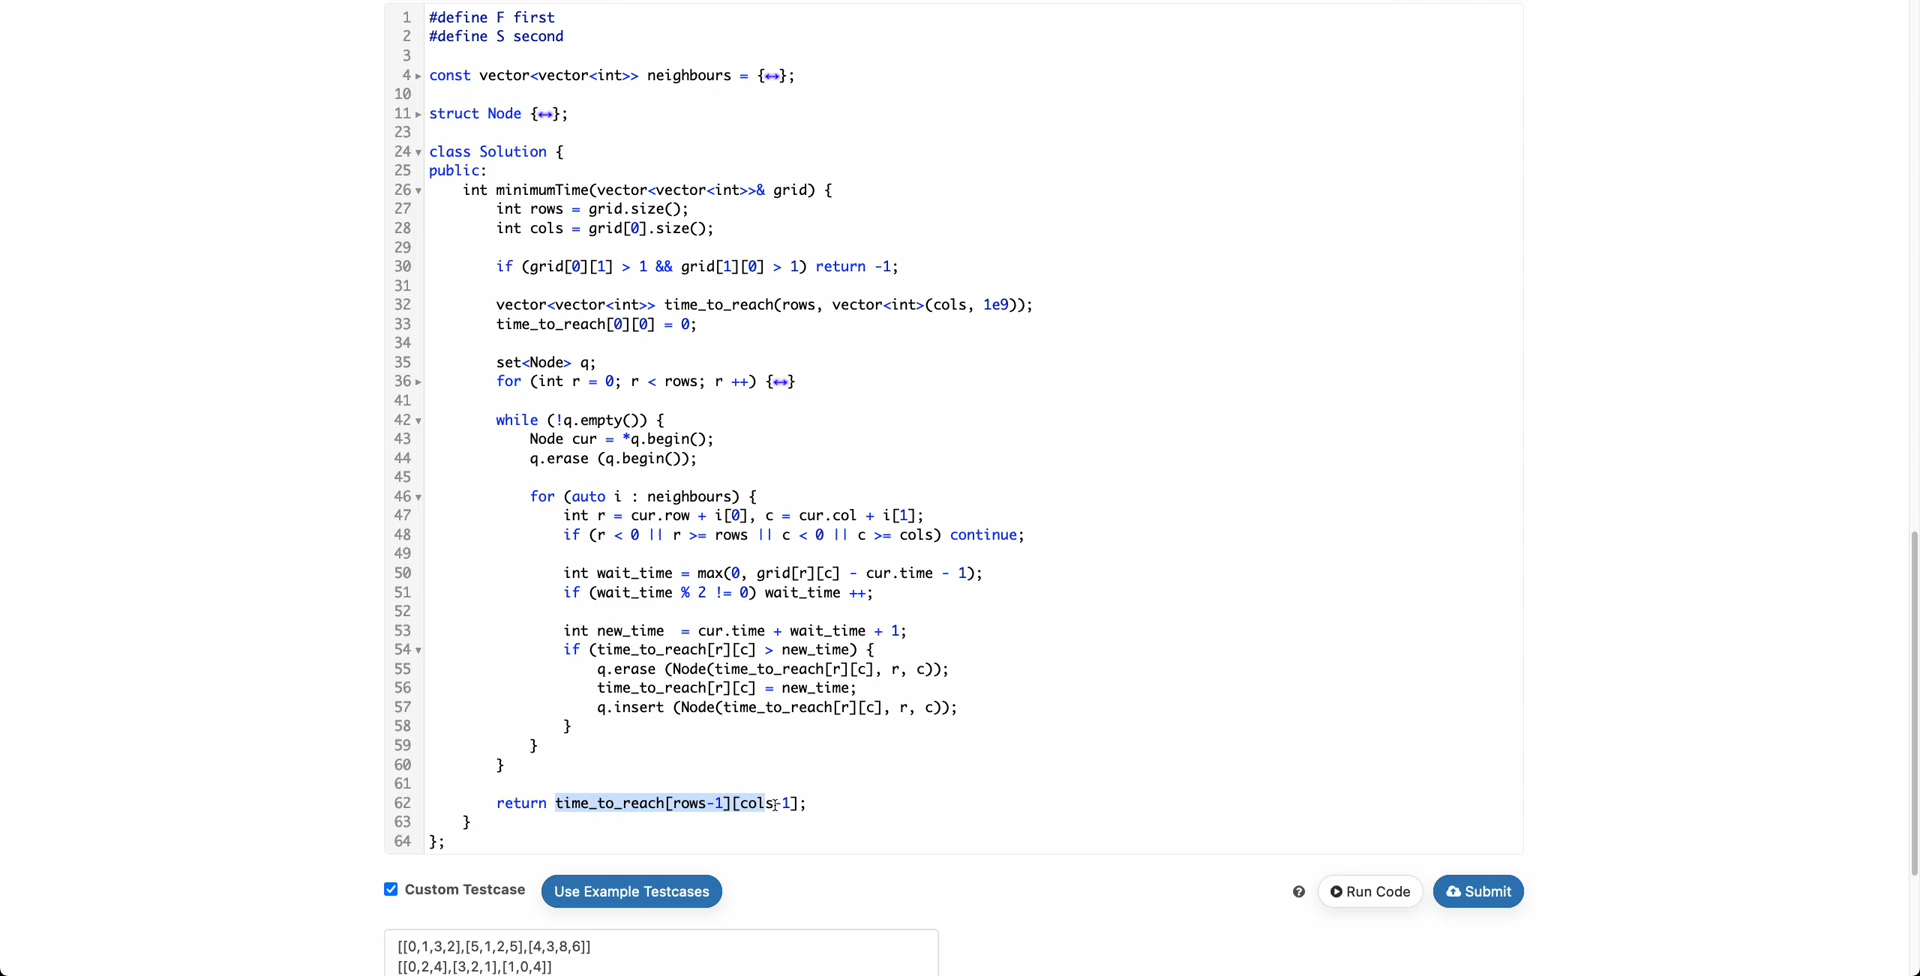 1 #define F first
2 #define S second
3
4 const vector<vector<int>> neighbours = {↔};
10
11 struct Node {↔};
23
24 class Solution {
25 public:
26 int minimumTime(vector<vector<int>>& grid) {
27 int rows = grid.size();
28 int cols = grid[0].size();
29
30 if (grid[0][1] > 1 && grid[1][0] > 1) return -1;
31
32 vector<vector<int>> time_to_reach(rows, vector<int>(cols, 1e9));
33 time_to_reach[0][0] = 0;
34
35 set<Node> q;
36 for (int r = 0; r < rows; r ++) {↔}
41
42 while (!q.empty()) {
43 Node cur = *q.begin();
44 q.erase (q.begin());
45
46 for (auto i : neighbours) {
47 int r = cur.row + i[0], c = cur.col + i[1];
48 if (r < 0 || r >= rows || c < 0 || c >= cols) continue;
49
50 int wait_time = max(0, grid[r][c] - cur.time - 1);
51 if (wait_time % 2 != 0) wait_time ++;
52
53 int new_time  = cur.time + wait_time + 1;
54 if (time_to_reach[r][c] > new_time) {
55 q.erase (Node(time_to_reach[r][c], r, c));
56 time_to_reach[r][c] = new_time;
57 q.insert (Node(time_to_reach[r][c], r, c));
58 }
59 }
60 }
61
62 return time_to_reach[rows-1][cols-1];
63 }
64 };
Custom Testcase Use Example Testcases ? Run Code Submit
[[0,1,3,2],[5,1,2,5],[4,3,8,6]]
[[0,2,4],[3,2,1],[1,0,4]]